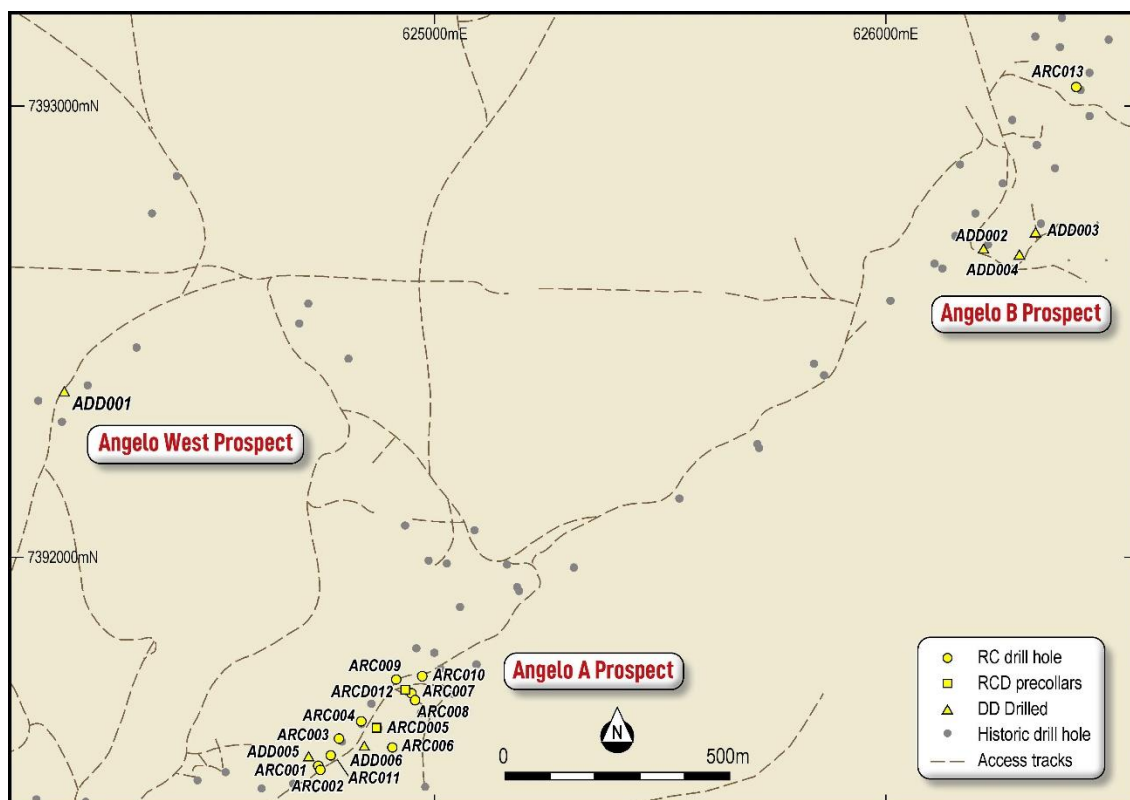 625000mE
626000mE
ARC013
7393000mN
ADD003
ADD002
ADD004
Angelo B Prospect
ADD001
Angelo West Prospect
7392000mN
ARC009
ARC010
Angelo A Prospect
ARCD012
ARC007
ARC008
ARC004
ARCD005
ARC003
ARC006
ADD005
ADD006
ARC001
ARC011
ARC002
N
0
500m
RC drill hole
RCD precollars
DD Drilled
Historic drill hole
Access tracks